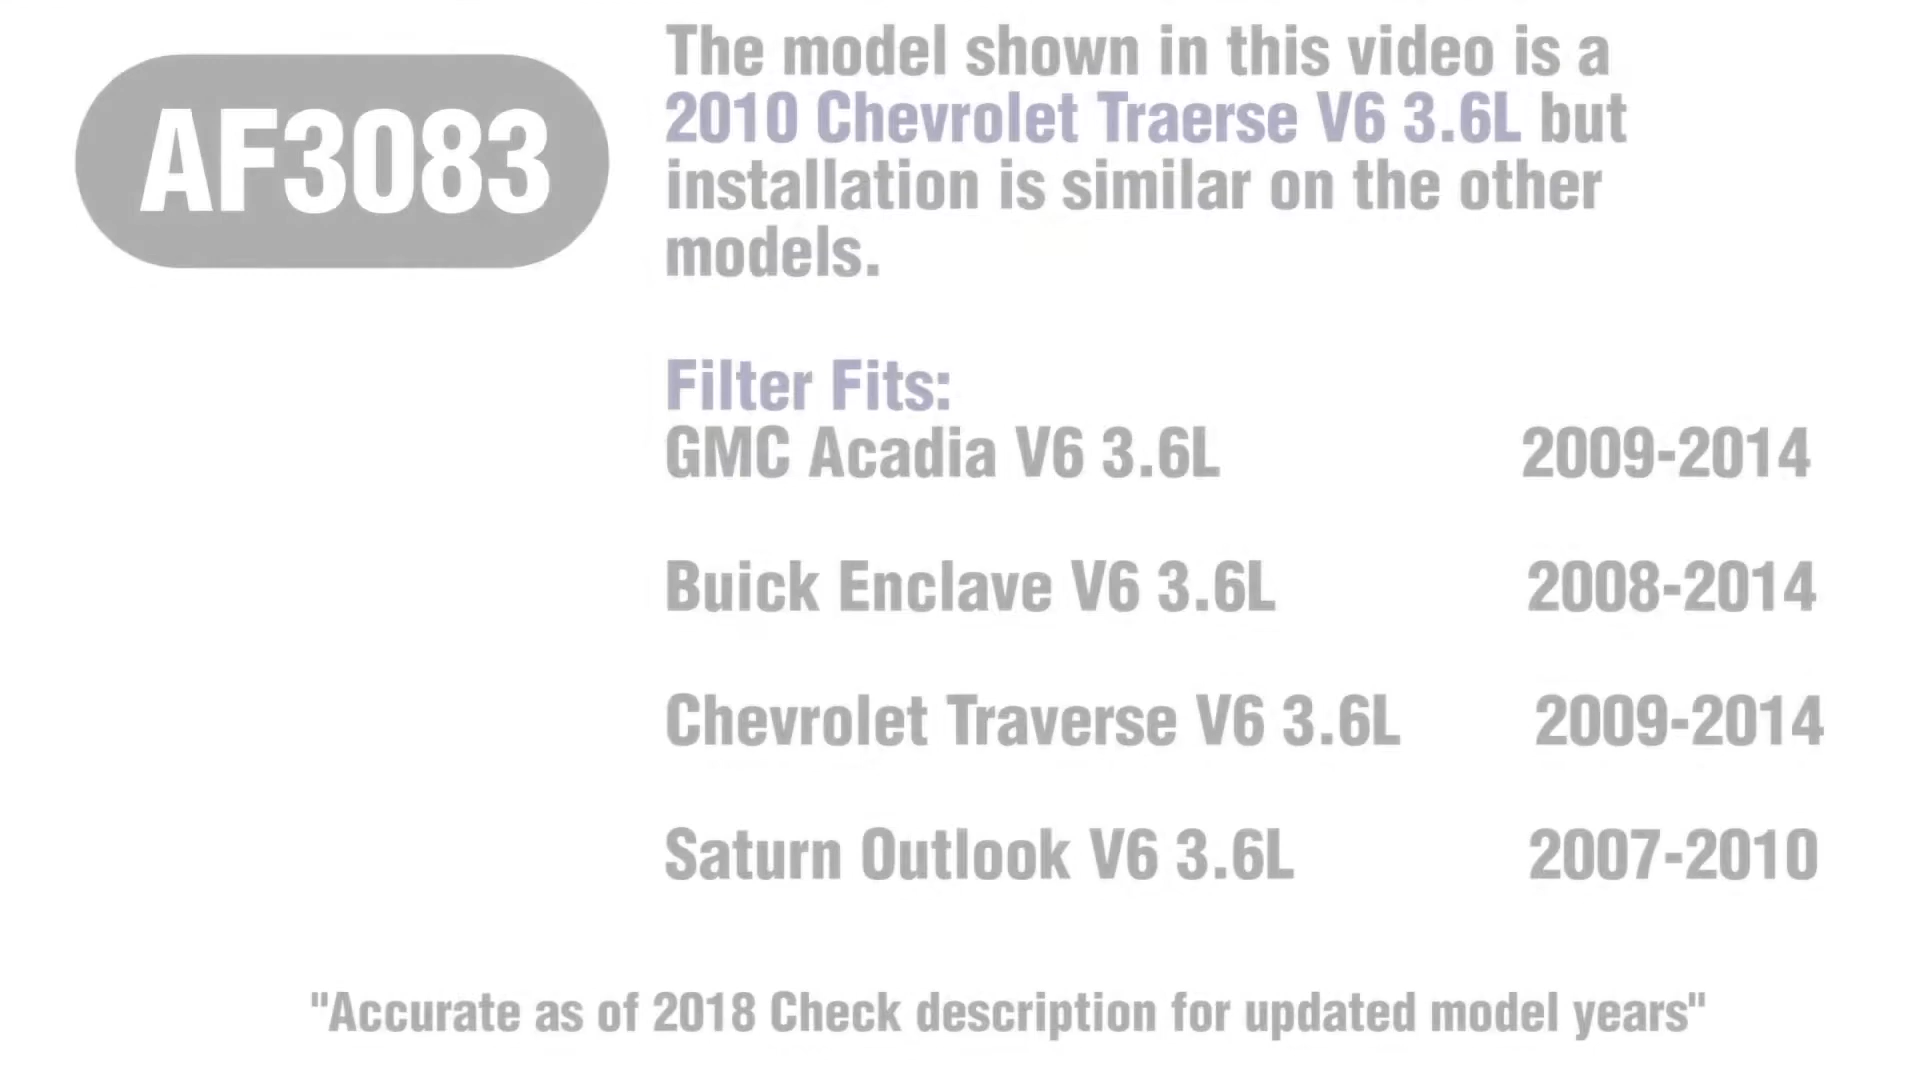 AF3083
The model shown in this video is a
2010 Chevrolet Traerse V6 3.6L but
installation is similar on the other
models.
Filter Fits:
GMC Acadia V6 3.6L 2009-2014
Buick Enclave V6 3.6L 2008-2014
Chevrolet Traverse V6 3.6L 2009-2014
Saturn Outlook V6 3.6L 2007-2010
"Accurate as of 2018 Check description for updated model years"